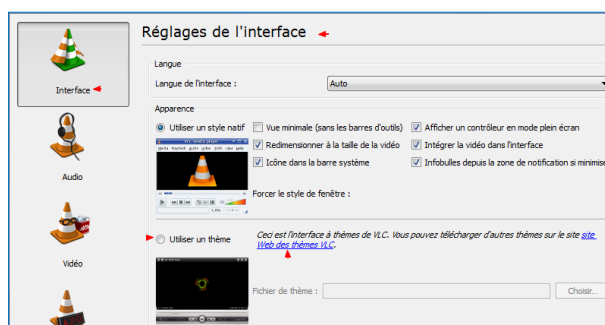 Réglages de l'interface
Interface
Langue
Langue de l'interface :
Auto
Apparence
Utiliser un style natif
Vue minimale (sans les barres d'outils)
Afficher un contrôleur en mode plein écran
Redimensionner à la taille de la vidéo
Intégrer la vidéo dans l'interface
Icône dans la barre système
Infobulles depuis la zone de notification si minimise
Forcer le style de fenêtre :
Audio
Utiliser un thème
Ceci est l'interface à thèmes de VLC. Vous pouvez télécharger d'autres thèmes sur le site site
Web des thèmes VLC.
Vidéo
Fichier de thème :
Choisir...